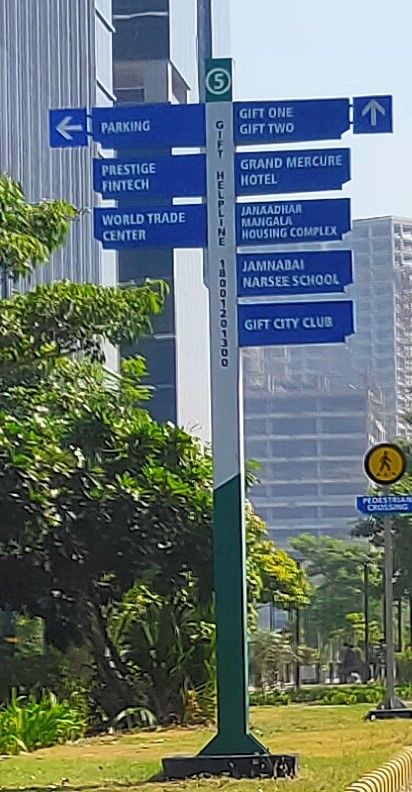 5
PARKING
PRESTIGE
FINTECH
WORLD TRADE
CENTER
GIFT HELPLINE 18001201300
GIFT ONE
GIFT TWO
GRAND MERCURE
HOTEL
JANAADHAR
MANGALA
HOUSING COMPLEX
JAMNABAI
NARSEE SCHOOL
GIFT CITY CLUB
PEDESTRIAN
CROSSING